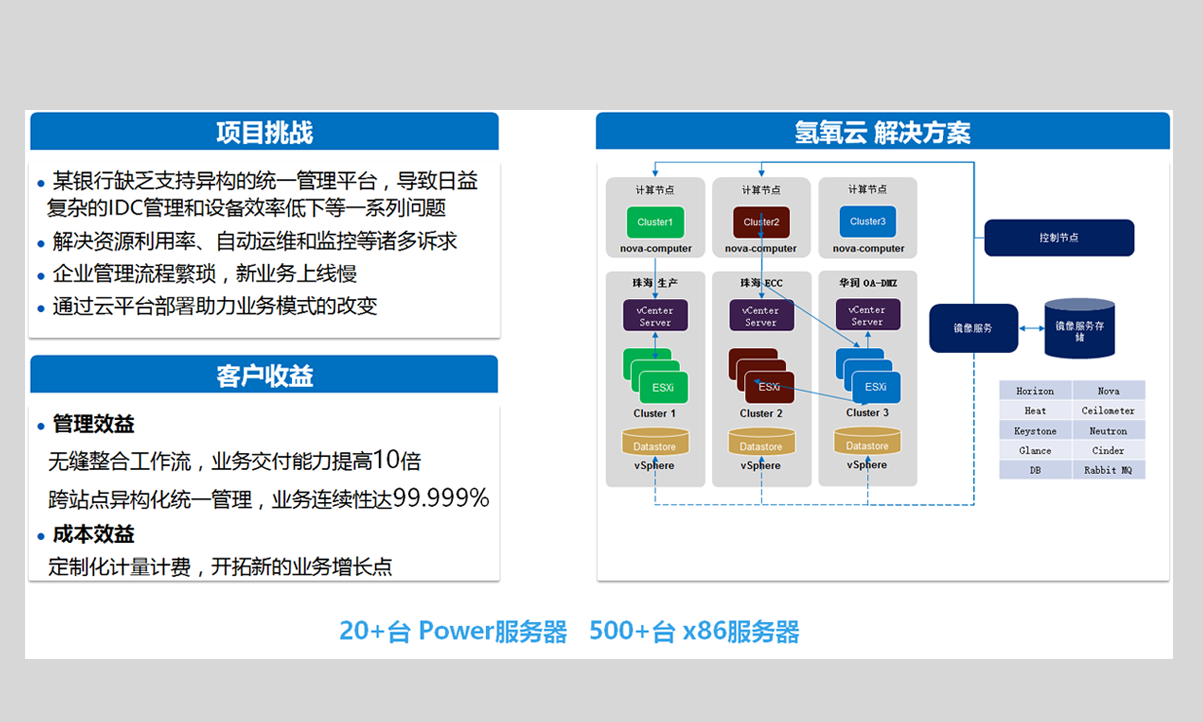 项目挑战
某银行缺乏支持异构的统一管理平台，导致日益
复杂的IDC管理和设备效率低下等一系列问题
解决资源利用率、自动运维和监控等诸多诉求
企业管理流程繁琐，新业务上线慢
通过云平台部署助力业务模式的改变
客户收益
管理效益
无缝整合工作流，业务交付能力提高10倍
跨站点异构化统一管理，业务连续性达99.999%
成本效益
定制化计量计费，开拓新的业务增长点
氢氧云 解决方案
计算节点
Cluster1
nova-computer
计算节点
Cluster2
nova-computer
计算节点
Cluster3
nova-computer
控制节点
珠海 生产
vCenter
Server
ESXi
Cluster 1
Datastore
vSphere
珠海 ECC
vCenter
Server
ESXi
Cluster 2
Datastore
vSphere
华润 OA-DMZ
vCenter
Server
ESXi
Cluster 3
Datastore
vSphere
镜像服务
镜像服务存
储
Horizon Nova
Heat Ceilometer
Keystone Neutron
Glance Cinder
DB Rabbit MQ
20+台 Power服务器 500+台 x86服务器